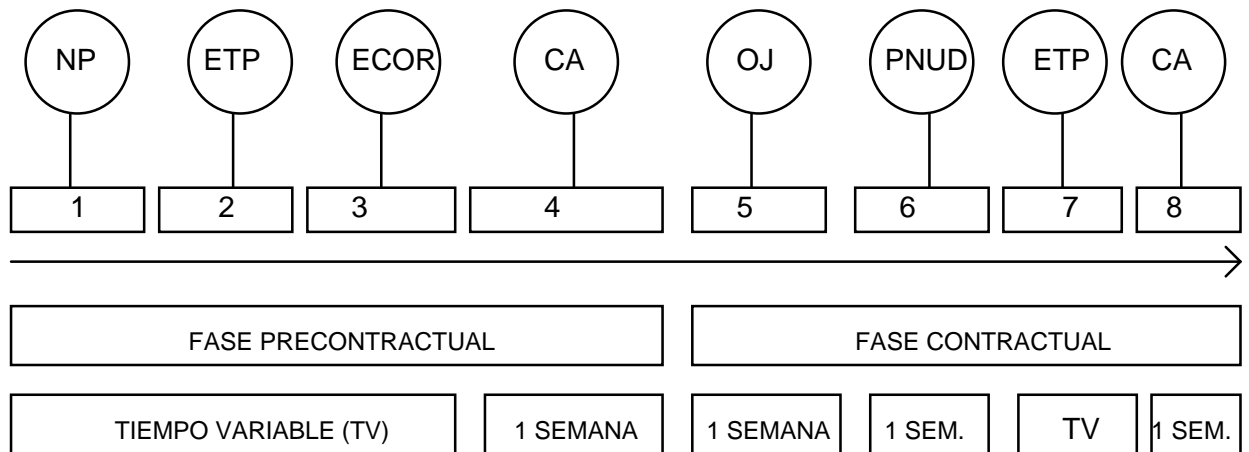 NP ETP ECOR CA OJ PNUD ETP CA
1 2 3 4 5 6 7 8
FASE PRECONTRACTUAL FASE CONTRACTUAL
TIEMPO VARIABLE (TV) 1 SEMANA 1 SEMANA 1 SEM. TV 1 SEM.